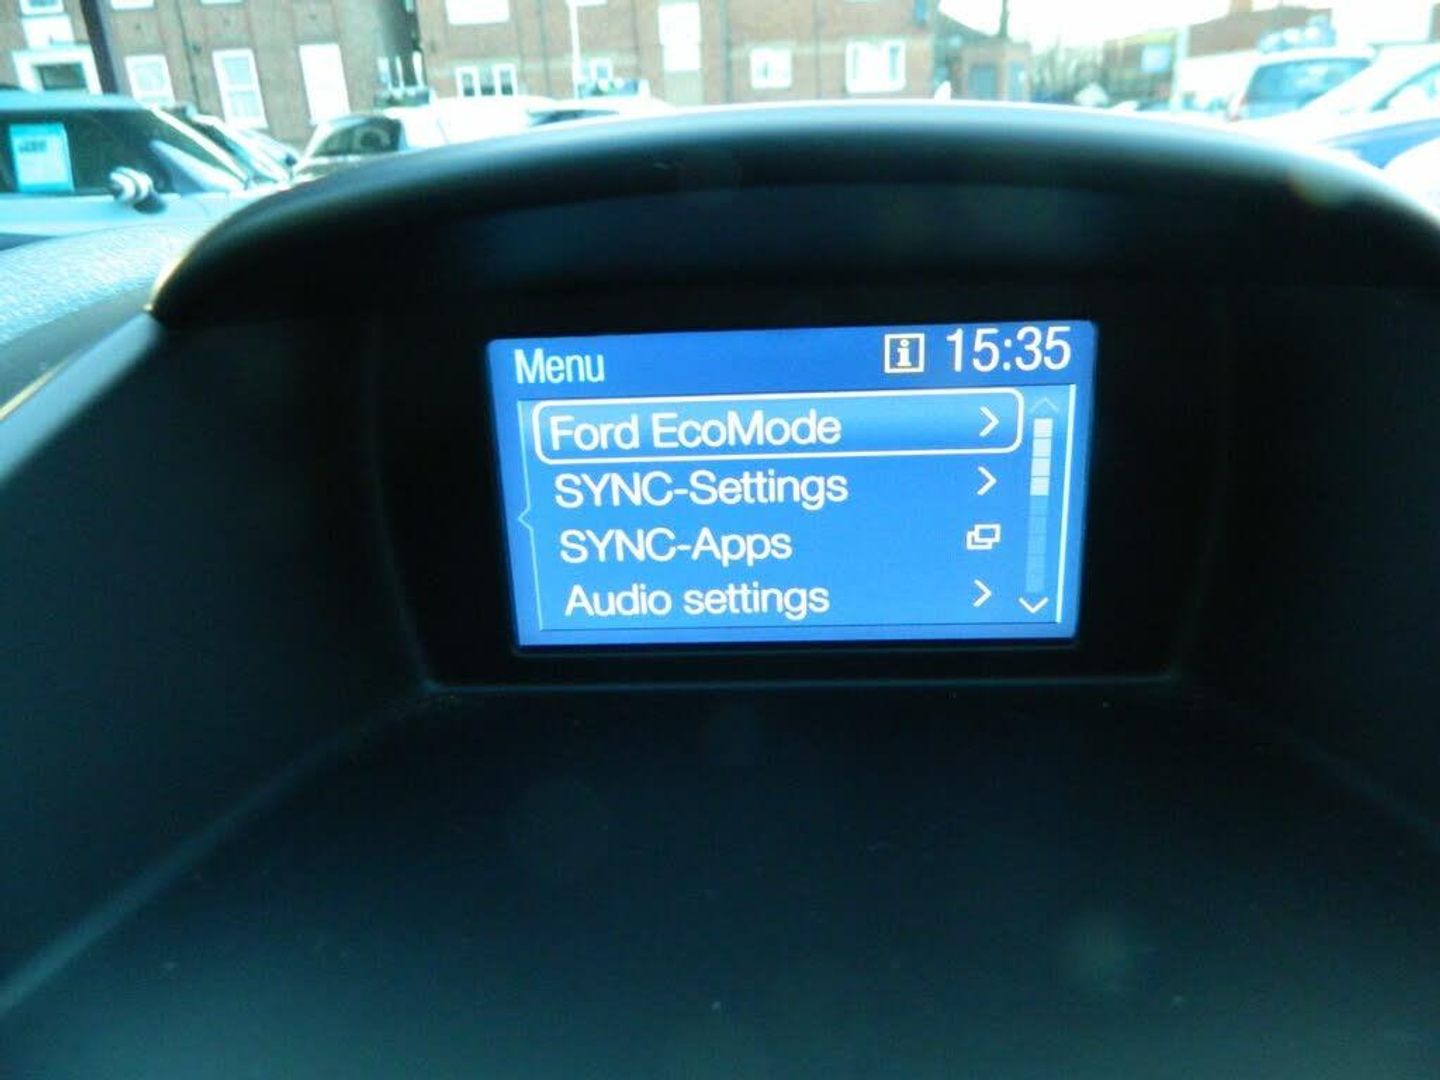 Menu i 15:35
Ford EcoMode
SYNC-Settings
SYNC-Apps
Audio settings